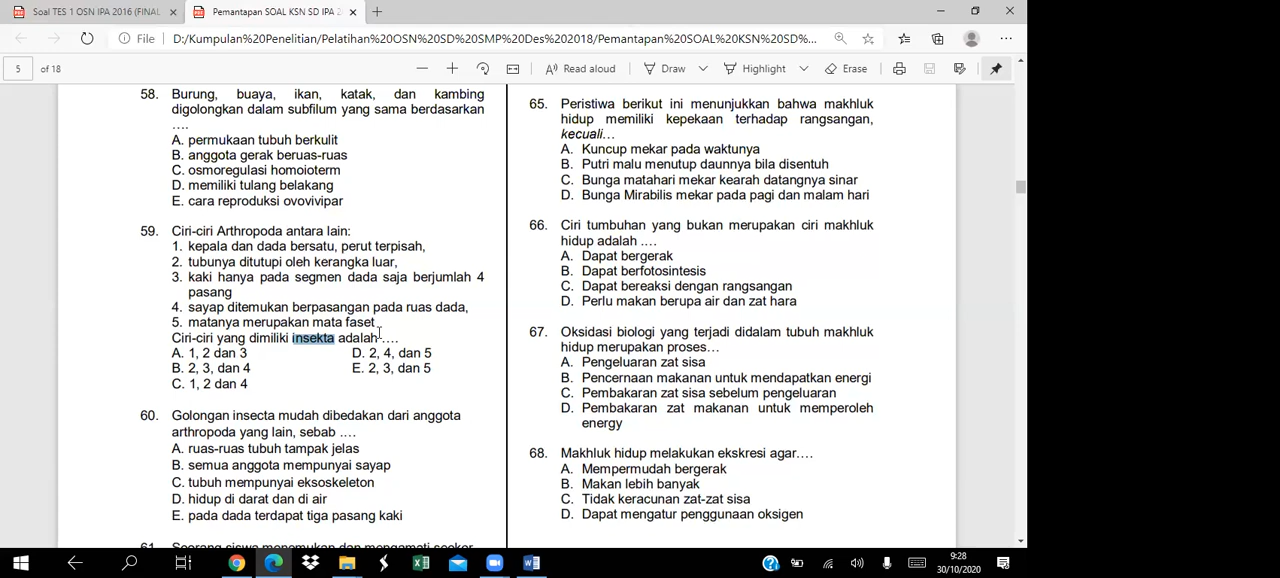 Soal TES 1 OSN IPA 2016 (FINAL
Pemantapan SOAL KSN SD IPA 2
File
D:/Kumpulan%20Penelitian/Pelatihan%20OSN%20SD%20SMP%20Des%202018/Pemantapan%20SOAL%20KSN%20SD%...
5 of 18
Read aloud
Draw
Highlight
Erase
58. Burung, buaya, ikan, katak, dan kambing
digolongkan dalam subfilum yang sama berdasarkan
....
A. permukaan tubuh berkulit
B. anggota gerak beruas-ruas
C. osmoregulasi homoioterm
D. memiliki tulang belakang
E. cara reproduksi ovovivipar
59. Ciri-ciri Arthropoda antara lain:
1. kepala dan dada bersatu, perut terpisah,
2. tubunya ditutupi oleh kerangka luar,
3. kaki hanya pada segmen dada saja berjumlah 4
pasang
4. sayap ditemukan berpasangan pada ruas dada,
5. matanya merupakan mata faset
Ciri-ciri yang dimiliki insekta adalah ....
A. 1, 2 dan 3 D. 2, 4, dan 5
B. 2, 3, dan 4 E. 2, 3, dan 5
C. 1, 2 dan 4
60. Golongan insecta mudah dibedakan dari anggota
arthropoda yang lain, sebab ....
A. ruas-ruas tubuh tampak jelas
B. semua anggota mempunyai sayap
C. tubuh mempunyai eksoskeleton
D. hidup di darat dan di air
E. pada dada terdapat tiga pasang kaki
61. Seorang siswa menemukan dan mengamati seekor
65. Peristiwa berikut ini menunjukkan bahwa makhluk
hidup memiliki kepekaan terhadap rangsangan,
kecuali...
A. Kuncup mekar pada waktunya
B. Putri malu menutup daunnya bila disentuh
C. Bunga matahari mekar kearah datangnya sinar
D. Bunga Mirabilis mekar pada pagi dan malam hari
66. Ciri tumbuhan yang bukan merupakan ciri makhluk
hidup adalah ....
A. Dapat bergerak
B. Dapat berfotosintesis
C. Dapat bereaksi dengan rangsangan
D. Perlu makan berupa air dan zat hara
67. Oksidasi biologi yang terjadi didalam tubuh makhluk
hidup merupakan proses...
A. Pengeluaran zat sisa
B. Pencernaan makanan untuk mendapatkan energi
C. Pembakaran zat sisa sebelum pengeluaran
D. Pembakaran zat makanan untuk memperoleh
energy
68. Makhluk hidup melakukan ekskresi agar....
A. Mempermudah bergerak
B. Makan lebih banyak
C. Tidak keracunan zat-zat sisa
D. Dapat mengatur penggunaan oksigen
9:28
30/10/2020